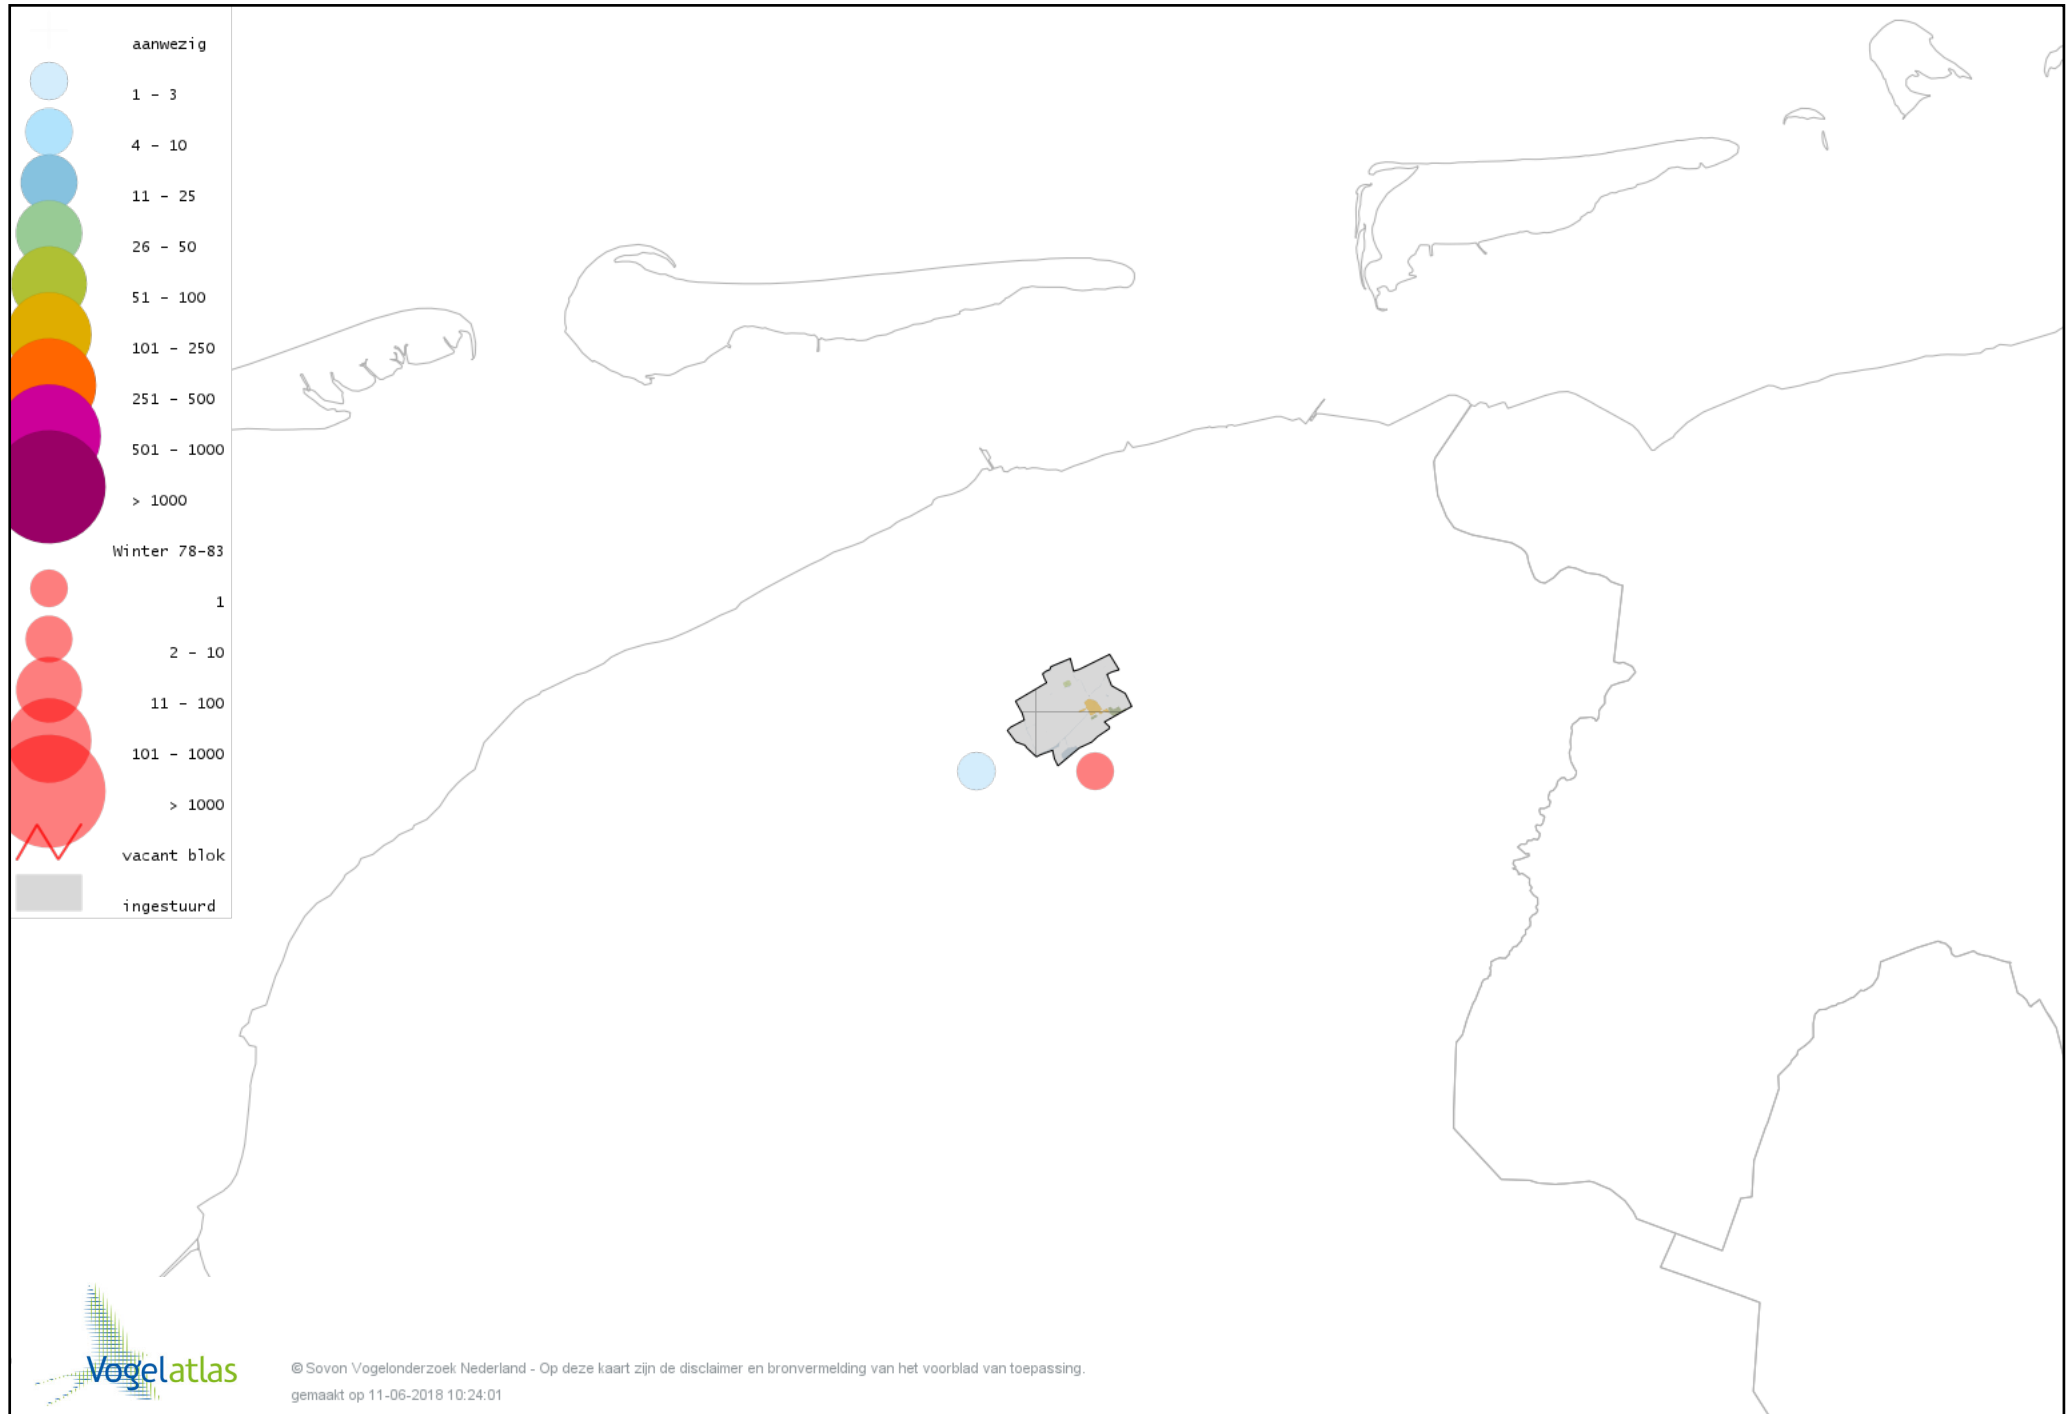 aanwezig
1 - 3
4 - 10
11 - 25
26 - 50
51 - 100
101 - 250
251 - 500
501 - 1000
> 1000
Winter 78-83
1
2 - 10
11 - 100
101 - 1000
> 1000
vacant blok
ingestuurd
Vogelatlas
© Sovon Vogelonderzoek Nederland - Op deze kaart zijn de disclaimer en bronvermelding van het voorblad van toepassing.
gemaakt op 11-06-2018 10:24:01